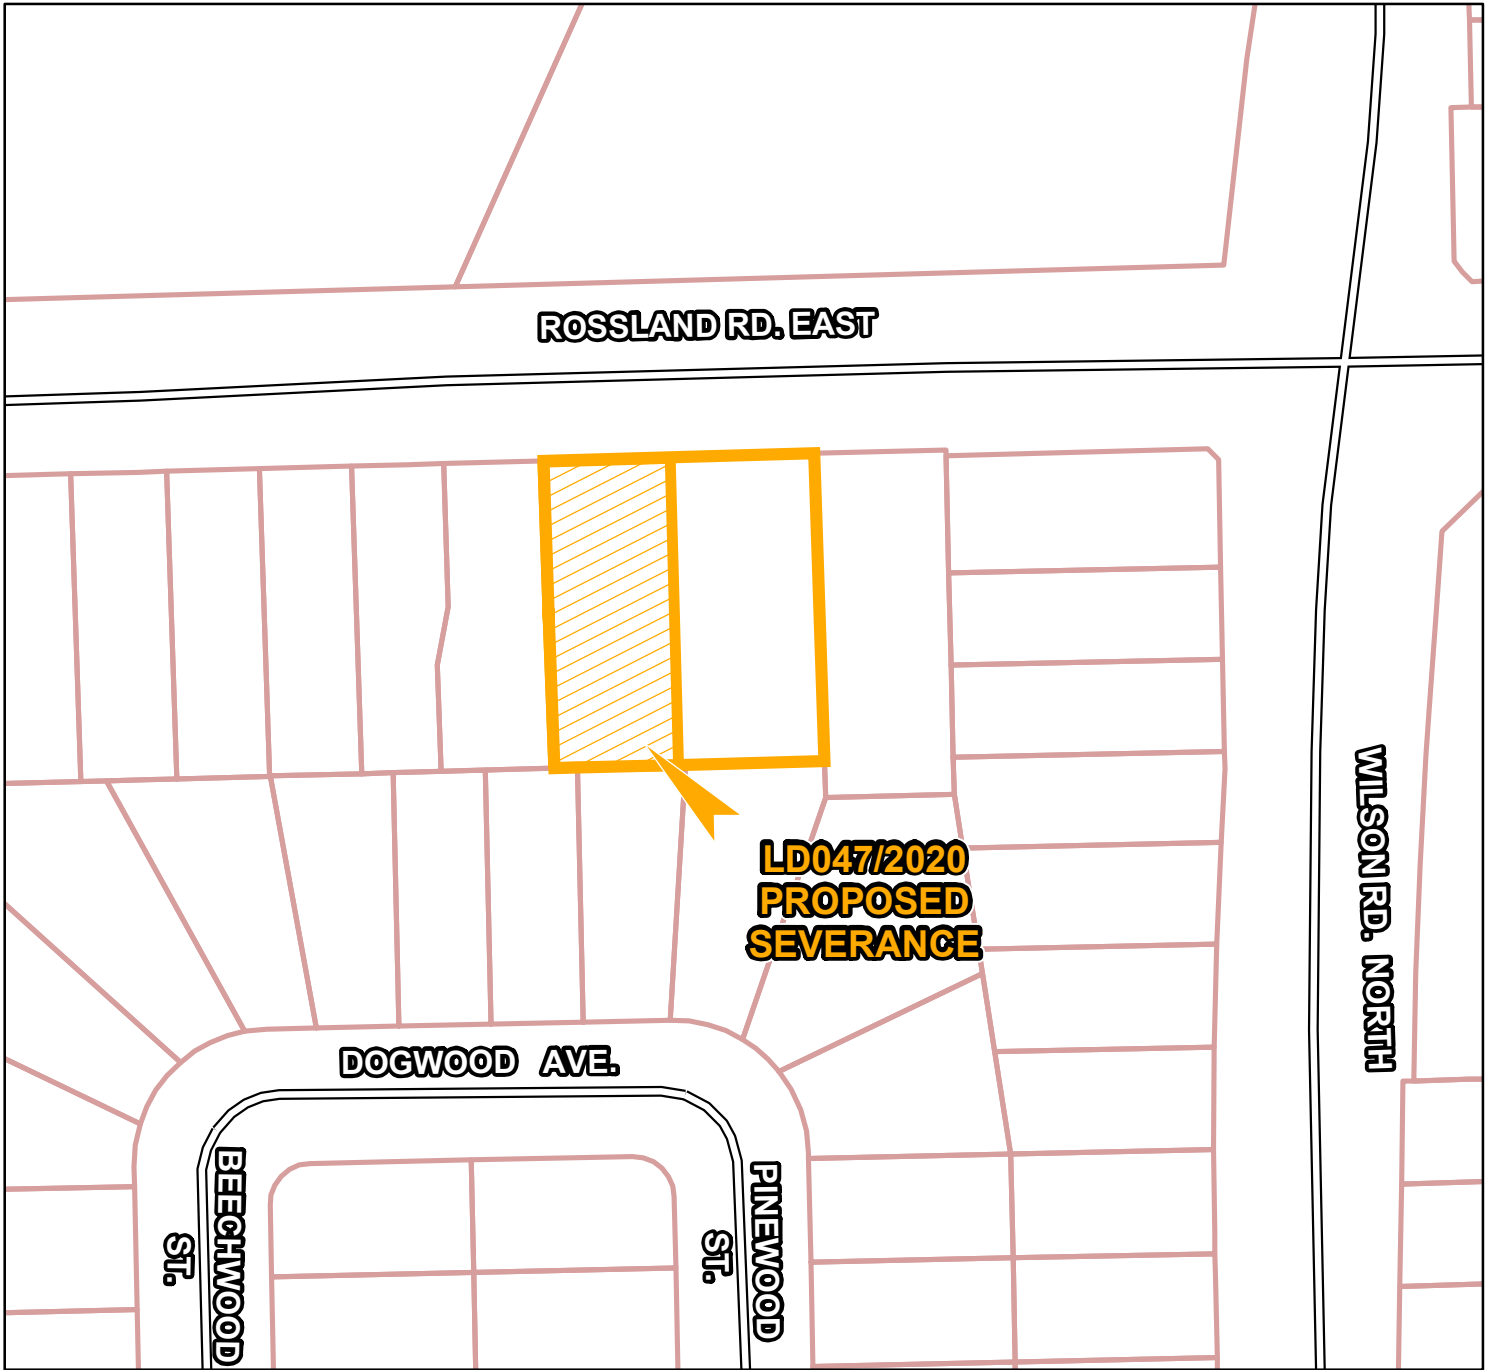 ROSSLAND RD. EAST
WILSON RD. NORTH
LD047/2020
PROPOSED
SEVERANCE
DOGWOOD AVE.
BEECHWOOD
ST.
PINEWOOD
ST.